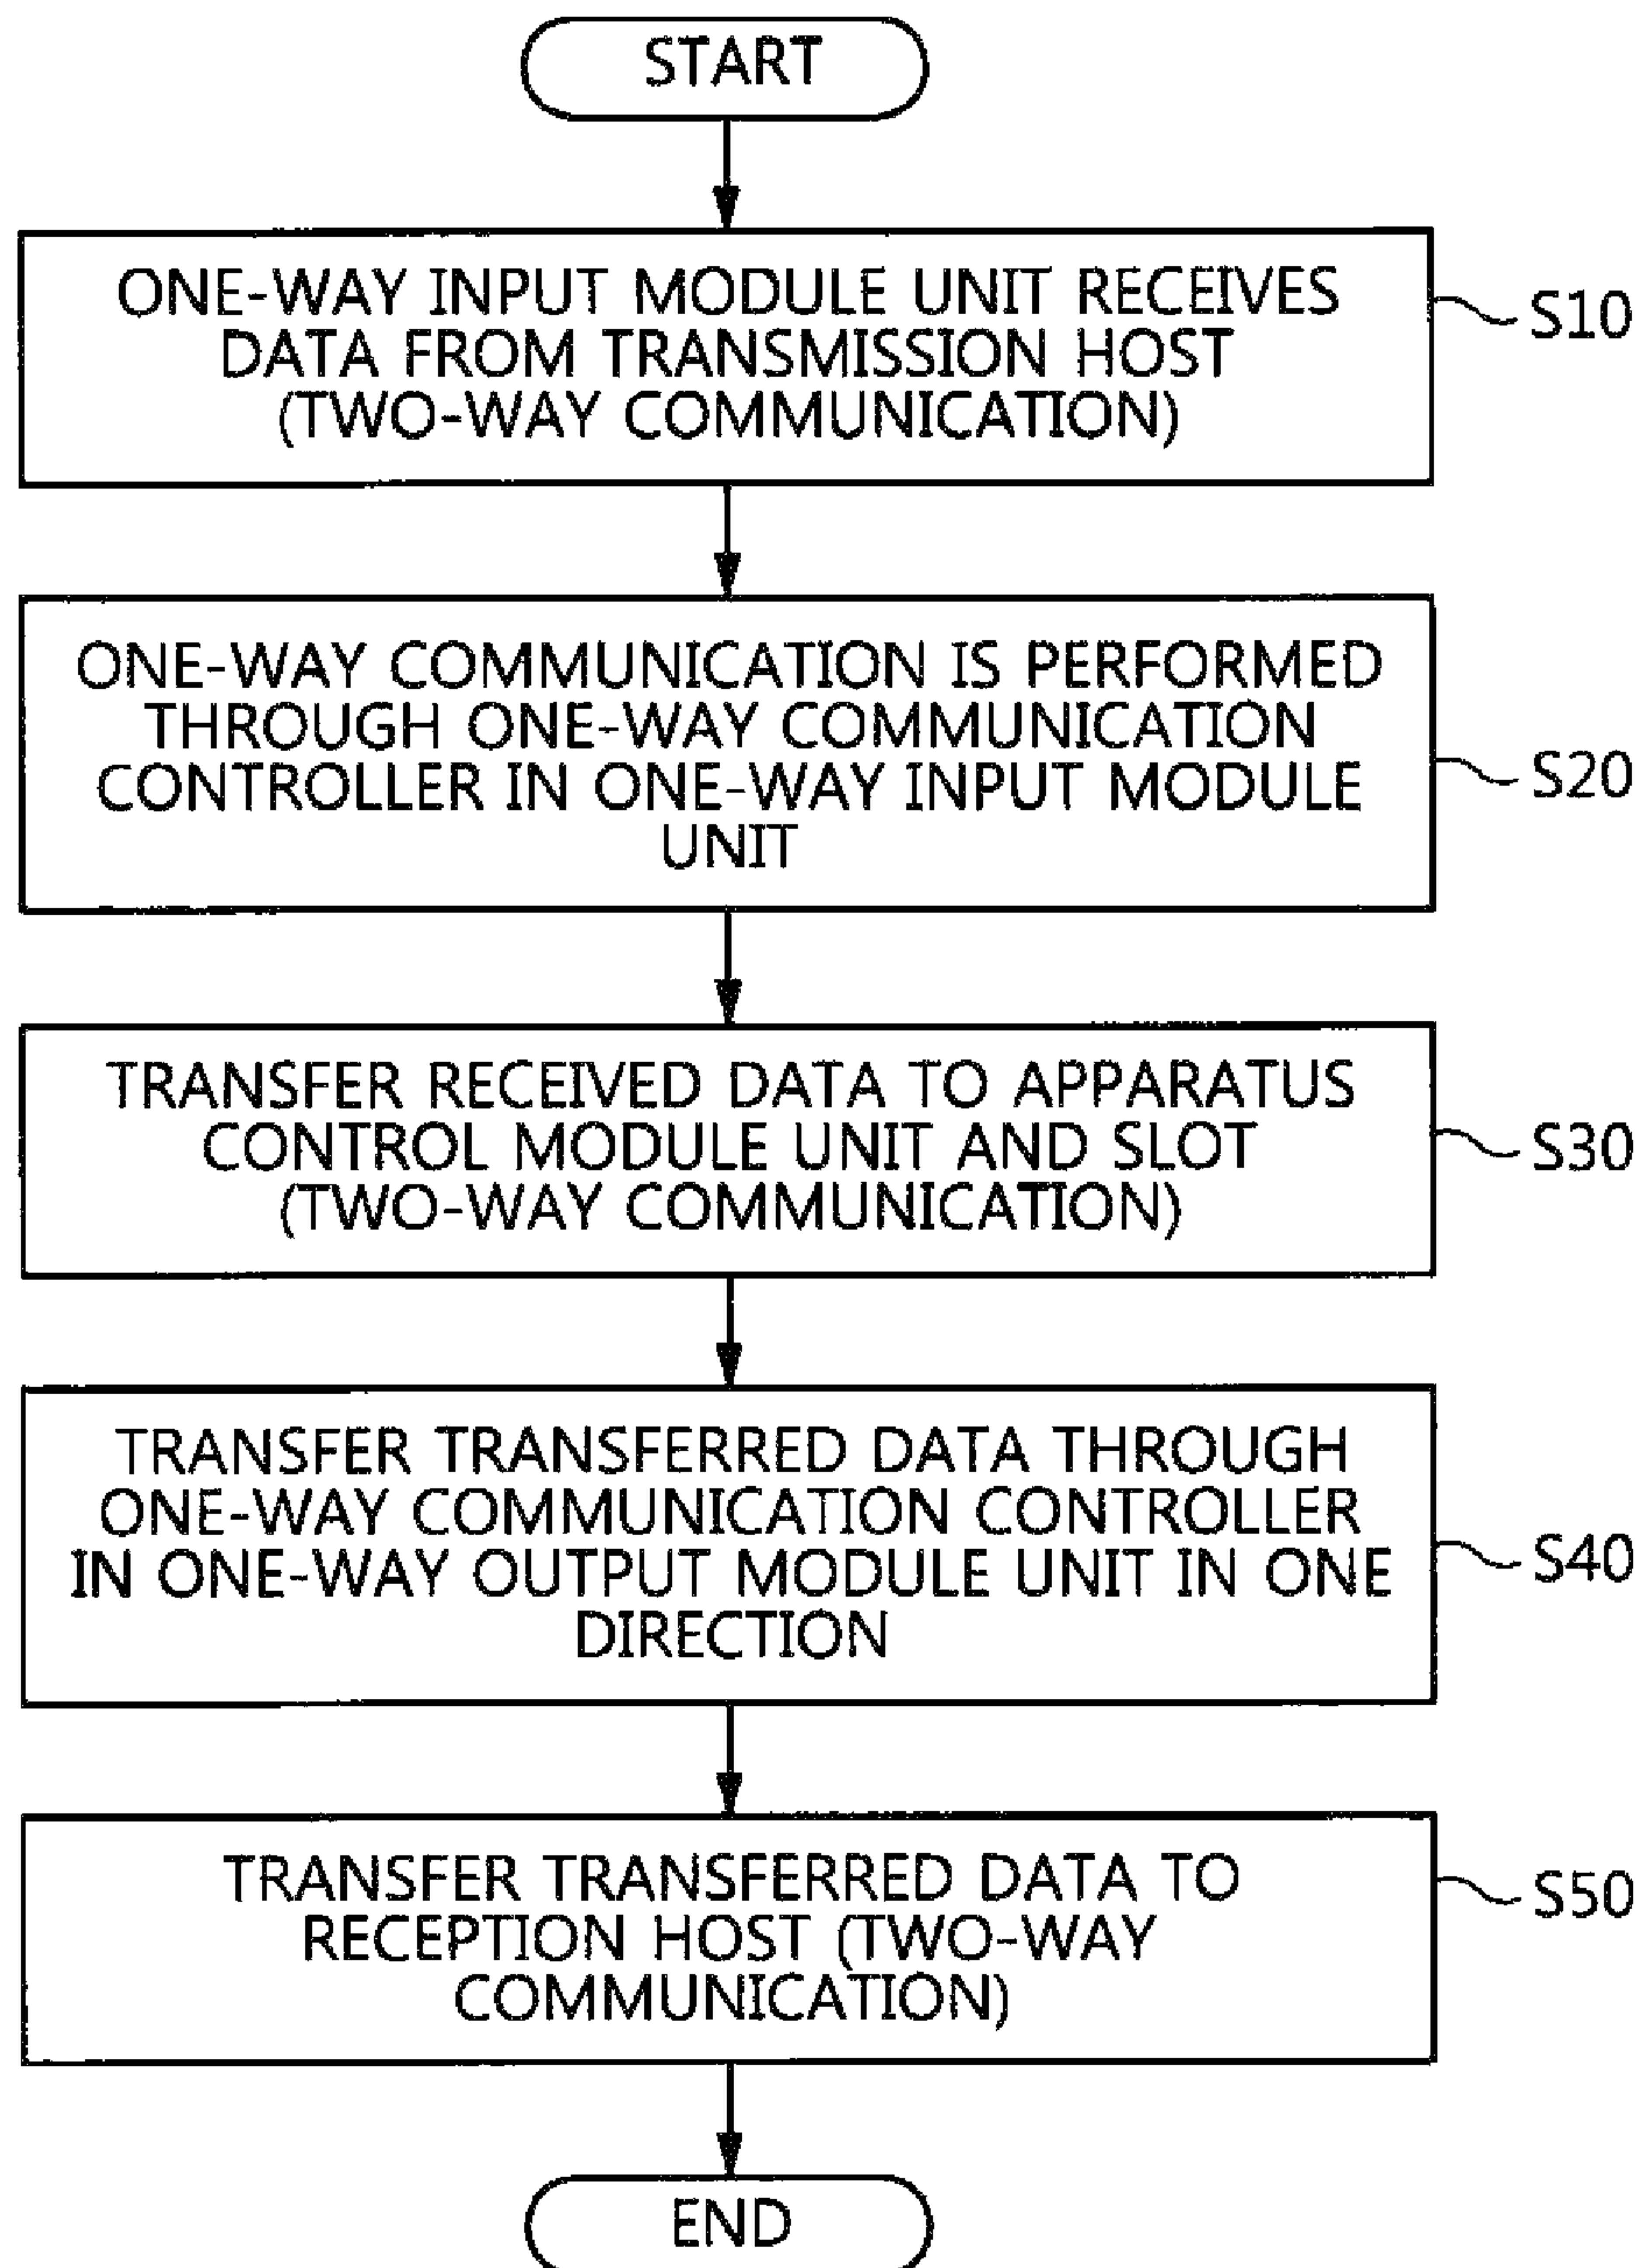 START
ONE-WAY INPUT MODULE UNIT RECEIVES
DATA FROM TRANSMISSION HOST
(TWO-WAY COMMUNICATION)
S10
ONE-WAY COMMUNICATION IS PERFORMED
THROUGH ONE-WAY COMMUNICATION
CONTROLLER IN ONE-WAY INPUT MODULE
UNIT
S20
TRANSFER RECEIVED DATA TO APPARATUS
CONTROL MODULE UNIT AND SLOT
(TWO-WAY COMMUNICATION)
S30
TRANSFER TRANSFERRED DATA THROUGH
ONE-WAY COMMUNICATION CONTROLLER
IN ONE-WAY OUTPUT MODULE UNIT IN ONE
DIRECTION
S40
TRANSFER TRANSFERRED DATA TO
RECEPTION HOST (TWO-WAY
COMMUNICATION)
S50
END